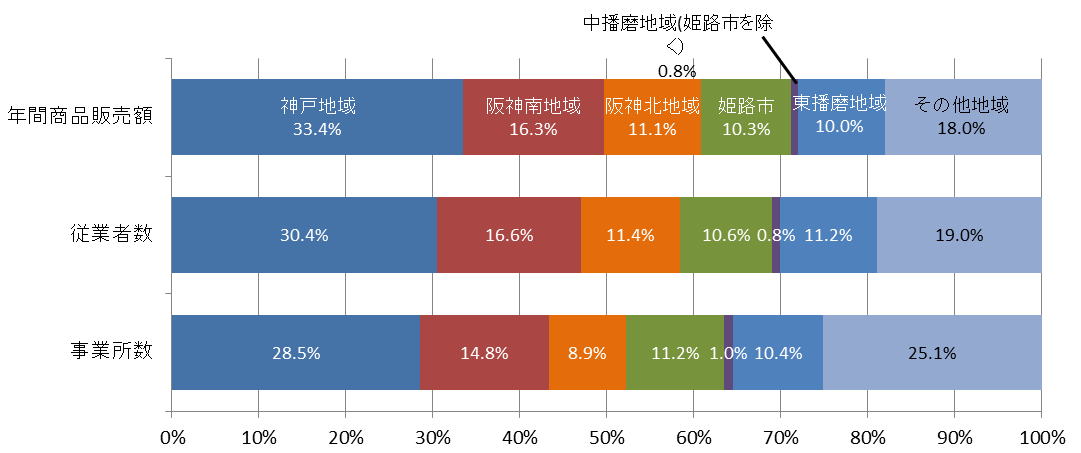 中播磨地域(姫路市を除
く)
0.8%
年間商品販売額
神戸地域
33.4%
阪神南地域
16.3%
阪神北地域
11.1%
姫路市
10.3%
東播磨地域
10.0%
その他地域
18.0%
従業者数
30.4%
16.6%
11.4%
10.6%
0.8%
11.2%
19.0%
事業所数
28.5%
14.8%
8.9%
11.2%
1.0%
10.4%
25.1%
0%
10%
20%
30%
40%
50%
60%
70%
80%
90%
100%